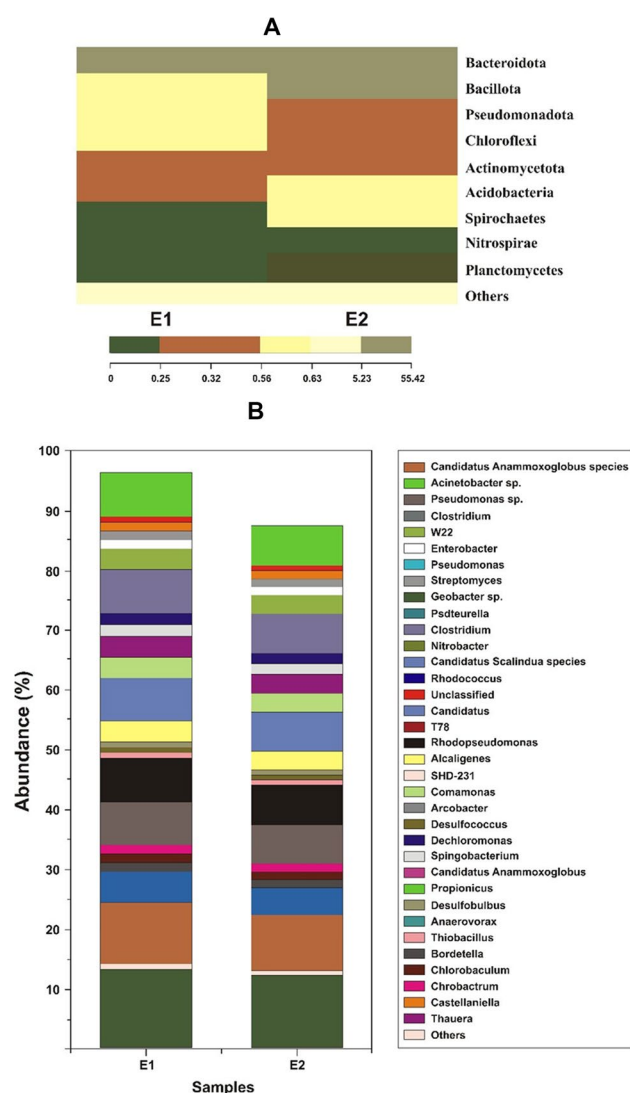 A
Bacteroidota
Bacillota
Pseudomonadota
Chloroflexi
Actinomycetota
Acidobacteria
Spirochaetes
Nitrospirae
Planctomycetes
Others
E1 E2
0 0.25 0.32 0.56 0.63 5.23 55.42
B
100
90
80
70
60
50
40
30
20
10
Abundance (%)
E1 E2
Samples
Candidatus Anammoxoglobus species
Acinetobacter sp.
Pseudomonas sp.
Clostridium
W22
Enterobacter
Pseudomonas
Streptomyces
Geobacter sp.
Psdteurella
Clostridium
Nitrobacter
Candidatus Scalindua species
Rhodococcus
Unclassified
Candidatus
T78
Rhodopseudomonas
Alcaligenes
SHD-231
Comamonas
Arcobacter
Desulfococcus
Dechloromonas
Spingobacterium
Candidatus Anammoxoglobus
Propionicus
Desulfobulbus
Anaerovorax
Thiobacillus
Bordetella
Chlorobaculum
Chrobactrum
Castellaniella
Thauera
Others